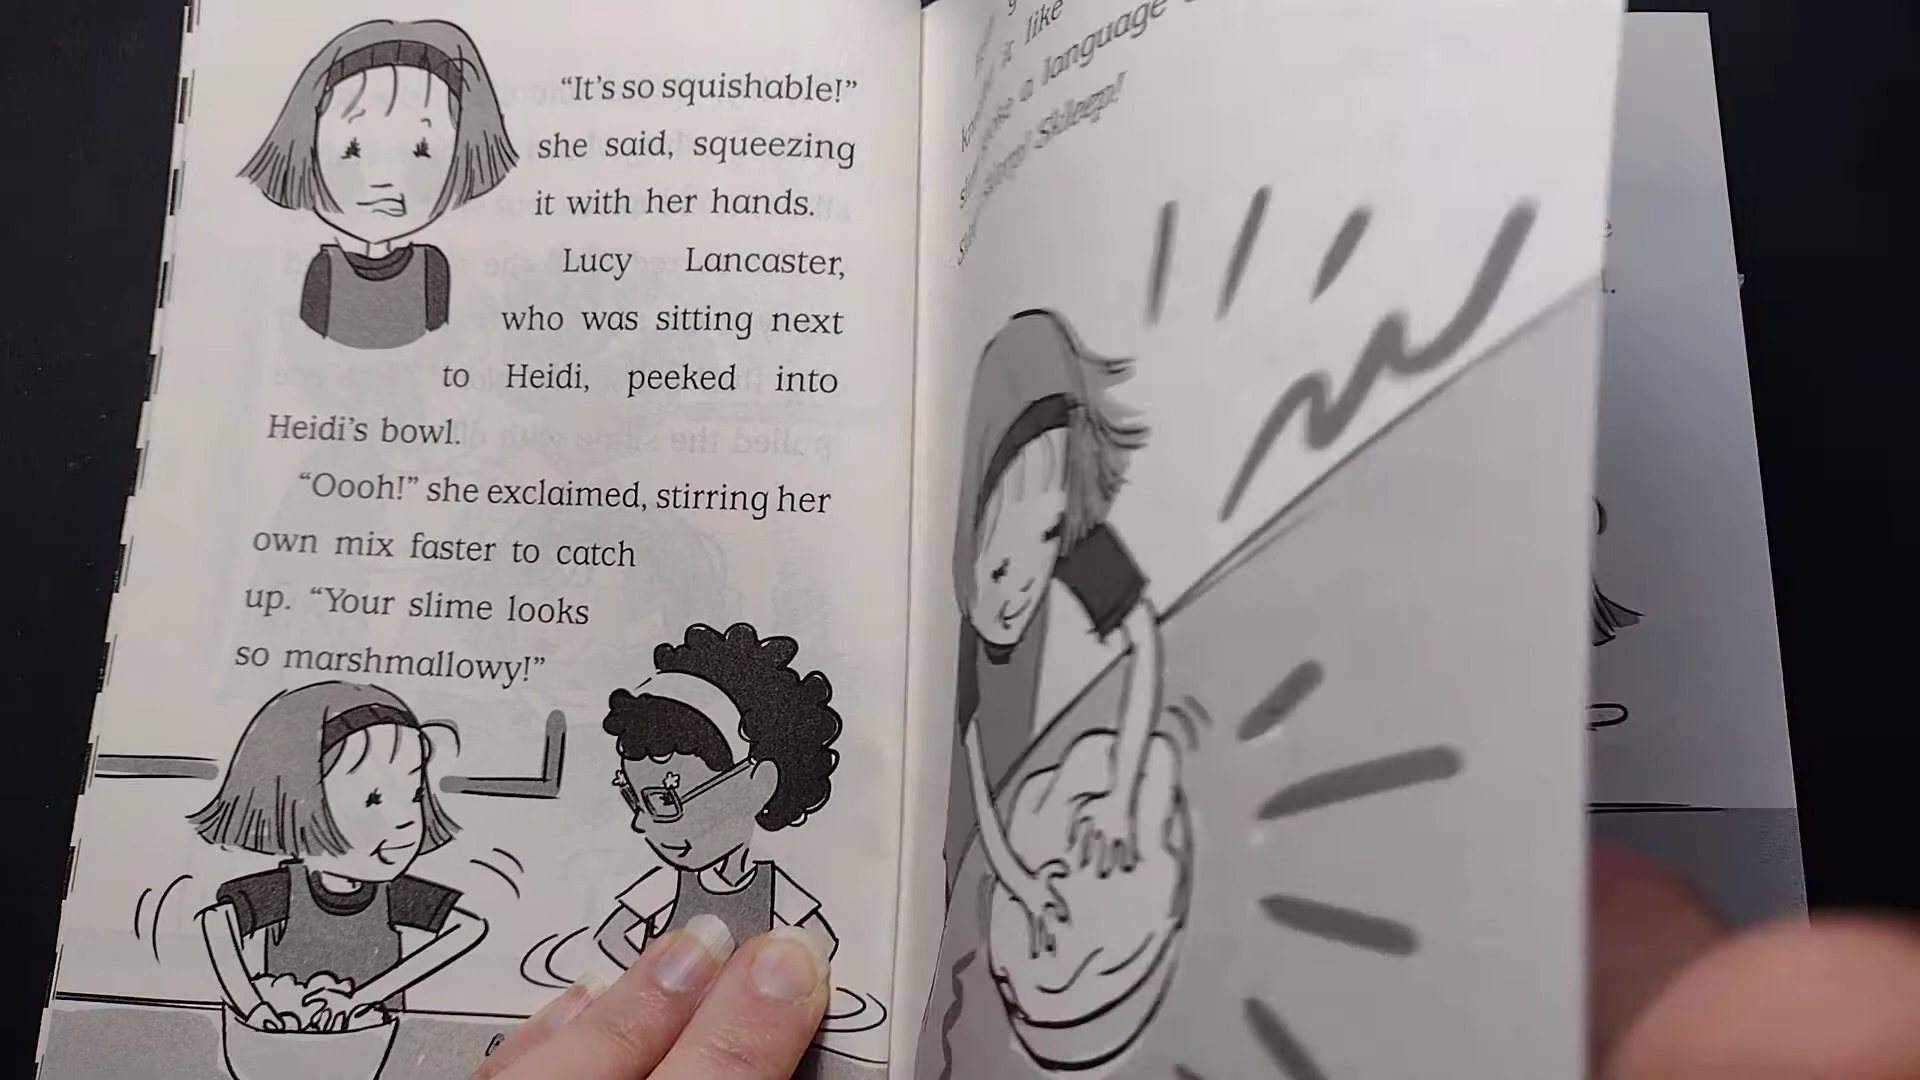 “It’s so squishable!”
she said, squeezing
it with her hands.
Lucy Lancaster,
who was sitting next
to Heidi, peeked into
Heidi’s bowl.
“Oooh!” she exclaimed, stirring her
own mix faster to catch
up. “Your slime looks
so marshmallowy!”
it like
a language
Skleep!